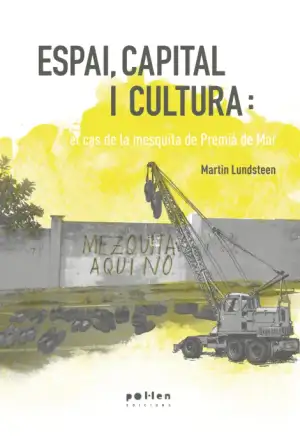 ESPAI, CAPITAL
I CULTURA:
el cas de la mesquita de Premià de Mar
Martin Lundsteen
MEZQUITA
AQUI NO
pol·len
EDICIONS